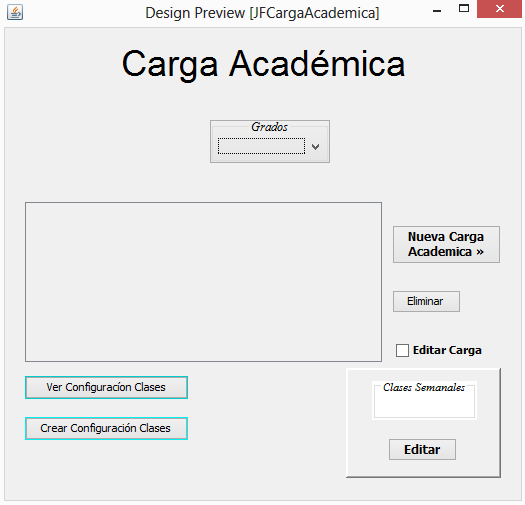 Design Preview [JFCargaAcademica]
Carga Académica
Grados
Nueva Carga
Academica »
Eliminar
Editar Carga
Ver Configuracíon Clases
Clases Semanales
Crear Configuración Clases
Editar